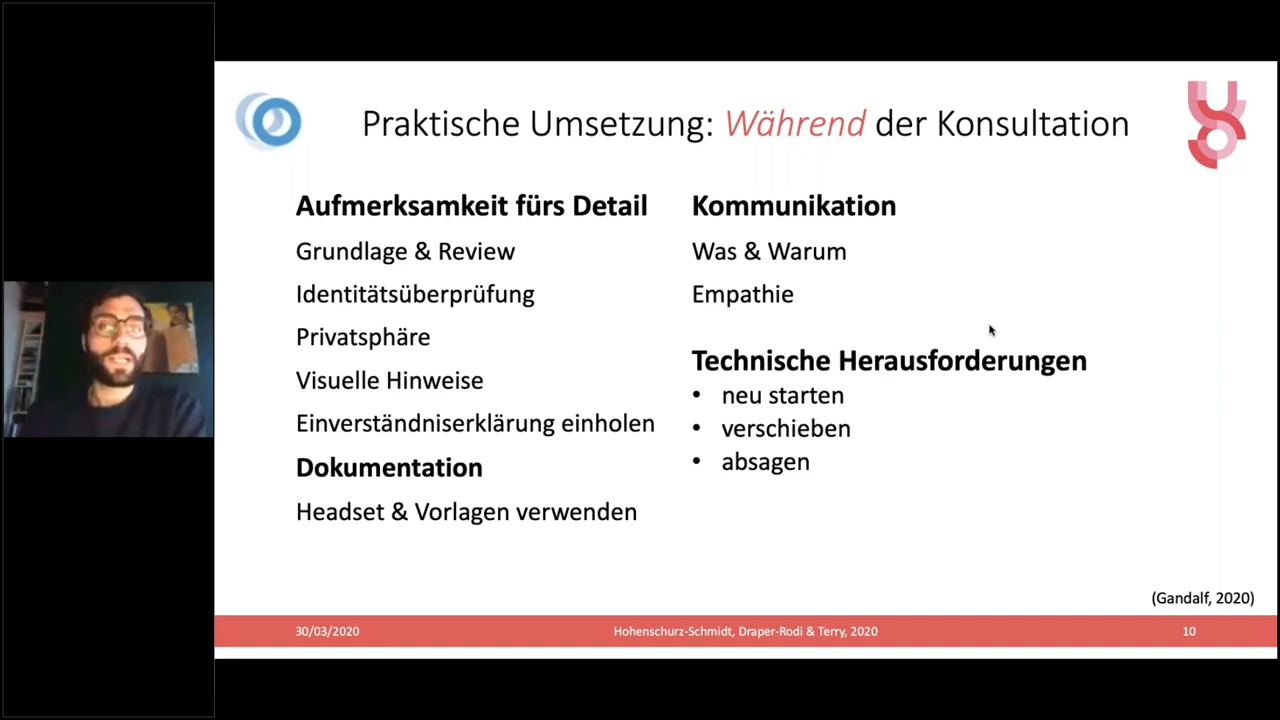 Praktische Umsetzung: Während der Konsultation
Aufmerksamkeit fürs Detail
Grundlage & Review
Identitätsüberprüfung
Privatsphäre
Visuelle Hinweise
Einverständniserklärung einholen
Dokumentation
Headset & Vorlagen verwenden
Kommunikation
Was & Warum
Empathie
Technische Herausforderungen
• neu starten
• verschieben
• absagen
(Gandalf, 2020)
30/03/2020
Hohenschurz-Schmidt, Draper-Rodi & Terry, 2020
10